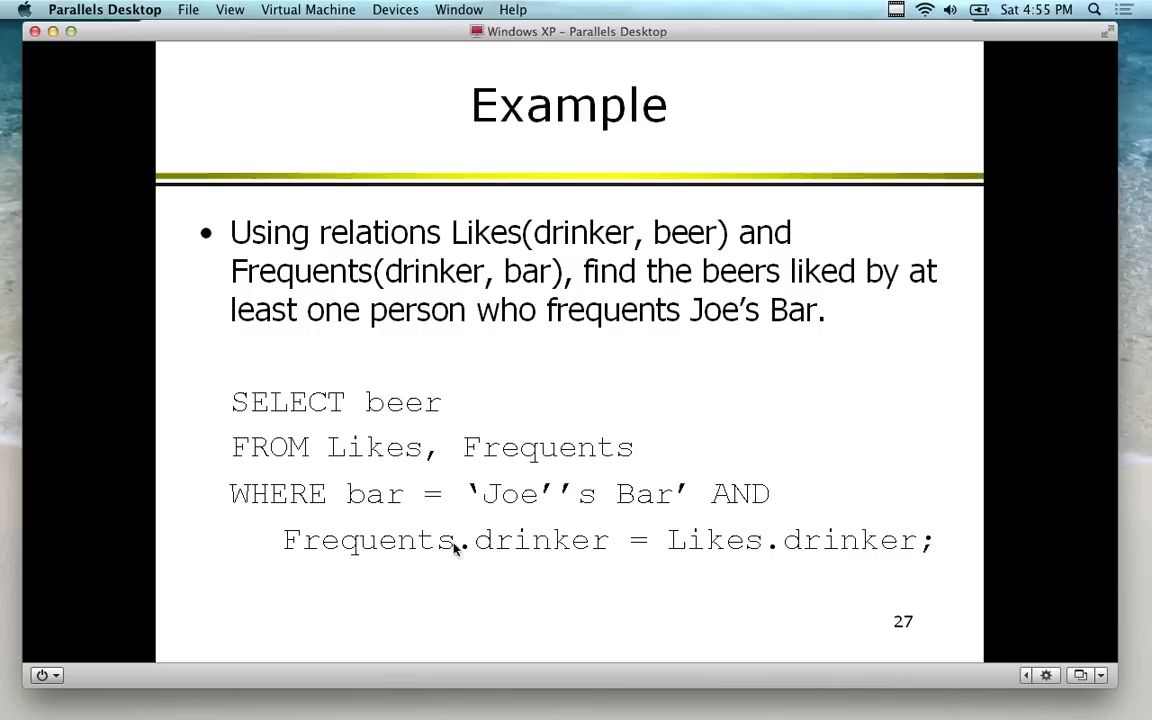 Parallels Desktop File View Virtual Machine Devices Window Help Sat 4:55 PM
Windows XP – Parallels Desktop
Example
• Using relations Likes(drinker, beer) and
Frequents(drinker, bar), find the beers liked by at
least one person who frequents Joe’s Bar.
SELECT beer
FROM Likes, Frequents
WHERE bar = ‘Joe’’s Bar’ AND
Frequents.drinker = Likes.drinker;
27